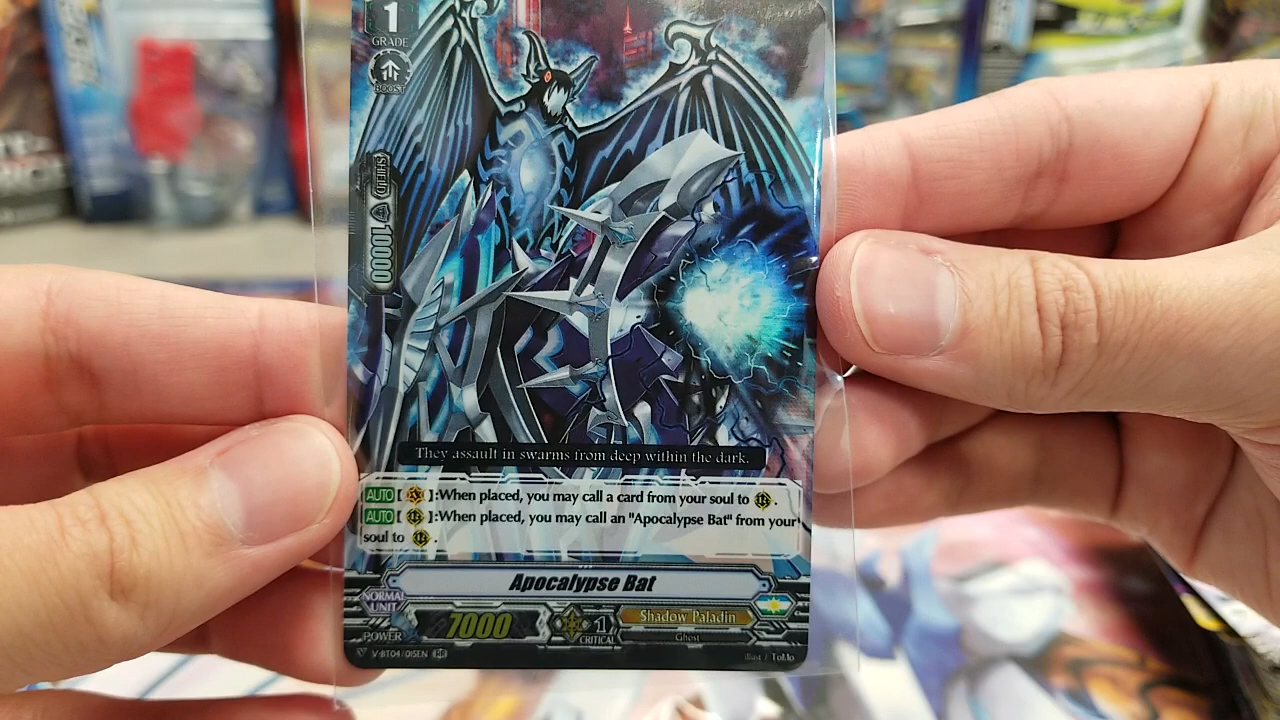 1
GRADE
BOOST
SHIELD
10000
They assault in swarms from deep within the dark.
AUTO [ ]:When placed, you may call a card from your soul to .
AUTO [ ]:When placed, you may call an "Apocalypse Bat" from your
soul to .
Apocalypse Bat
NORMAL
UNIT
POWER
7000
1
CRITICAL
Shadow Paladin
Ghost
V-BT04/015EN RR
illust / ToMo